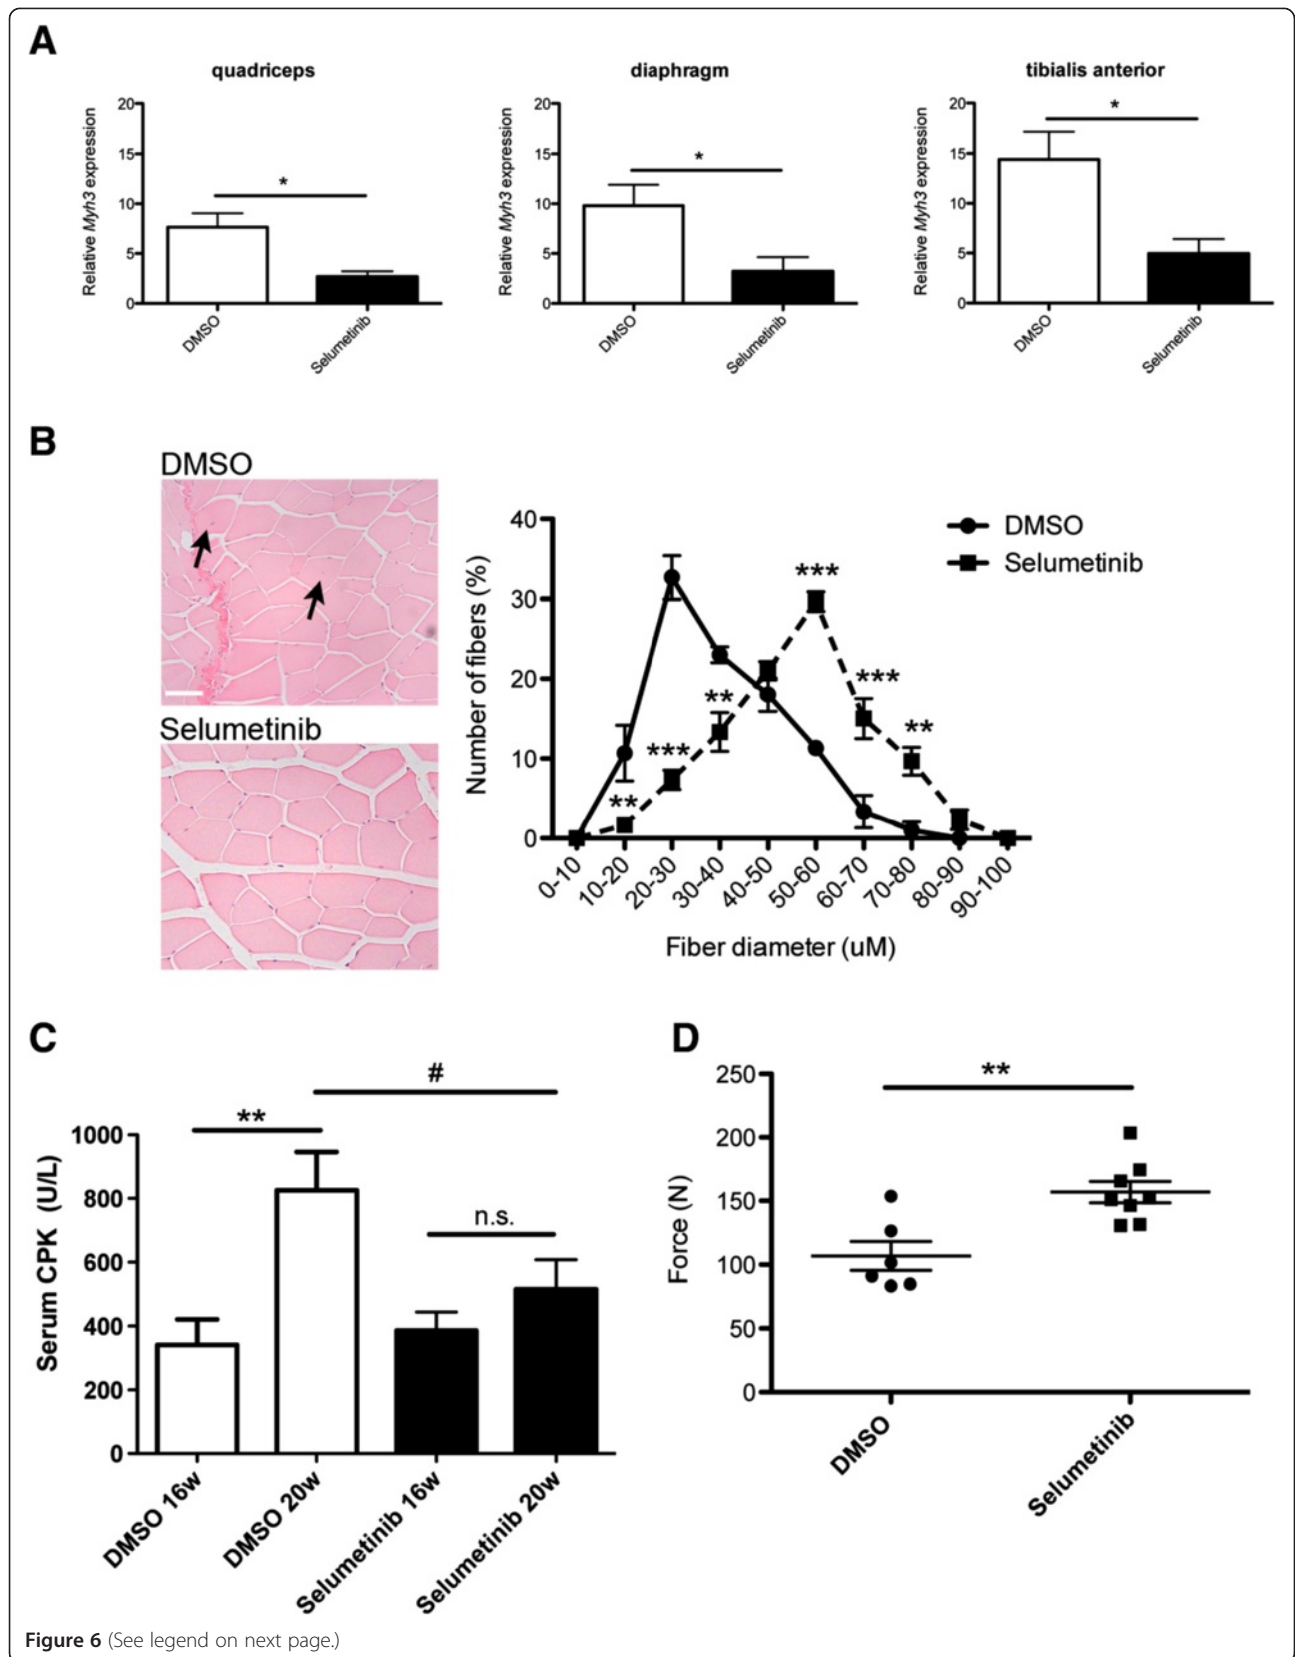 A
quadriceps
diaphragm
tibialis anterior
Relative Myh3 expression
20
15
10
5
0
*
DMSO
Selumetinib
Relative Myh3 expression
20
15
10
5
0
*
DMSO
Selumetinib
Relative Myh3 expression
20
15
10
5
0
*
DMSO
Selumetinib
B
DMSO
Selumetinib
Number of fibers (%)
40
30
20
10
0
**
***
**
***
***
**
DMSO
Selumetinib
0-10
10-20
20-30
30-40
40-50
50-60
60-70
70-80
80-90
90-100
Fiber diameter (uM)
C
Serum CPK (U/L)
1000
800
600
400
200
0
**
#
n.s.
DMSO 16w
DMSO 20w
Selumetinib 16w
Selumetinib 20w
D
Force (N)
250
200
150
100
50
0
**
DMSO
Selumetinib
Figure 6 (See legend on next page.)